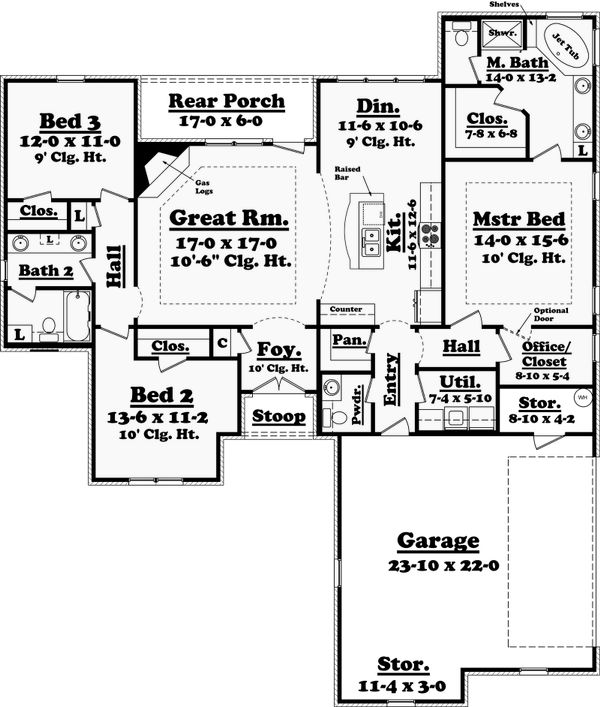 Shelves
Shwr.
Jet Tub
M. Bath
14-0 x 13-2
Clos.
7-8 x 6-8
L
Rear Porch
17-0 x 6-0
Din.
11-6 x 10-6
9' Clg. Ht.
Bed 3
12-0 x 11-0
9' Clg. Ht.
Gas
Logs
Raised
Bar
Clos.
L
Great Rm.
17-0 x 17-0
10'-6" Clg. Ht.
Kit.
11-6 x 12-6
Mstr Bed
14-0 x 15-6
10' Clg. Ht.
L
Bath 2
Hall
L
Counter
Optional
Door
Clos.
C
Foy.
10' Clg. Ht.
Pan.
Hall
Office/
Closet
8-10 x 5-4
Bed 2
13-6 x 11-2
10' Clg. Ht.
Stoop
Pwdr.
Entry
Util.
7-4 x 5-10
Stor.
8-10 x 4-2
WH
Garage
23-10 x 22-0
Stor.
11-4 x 3-0